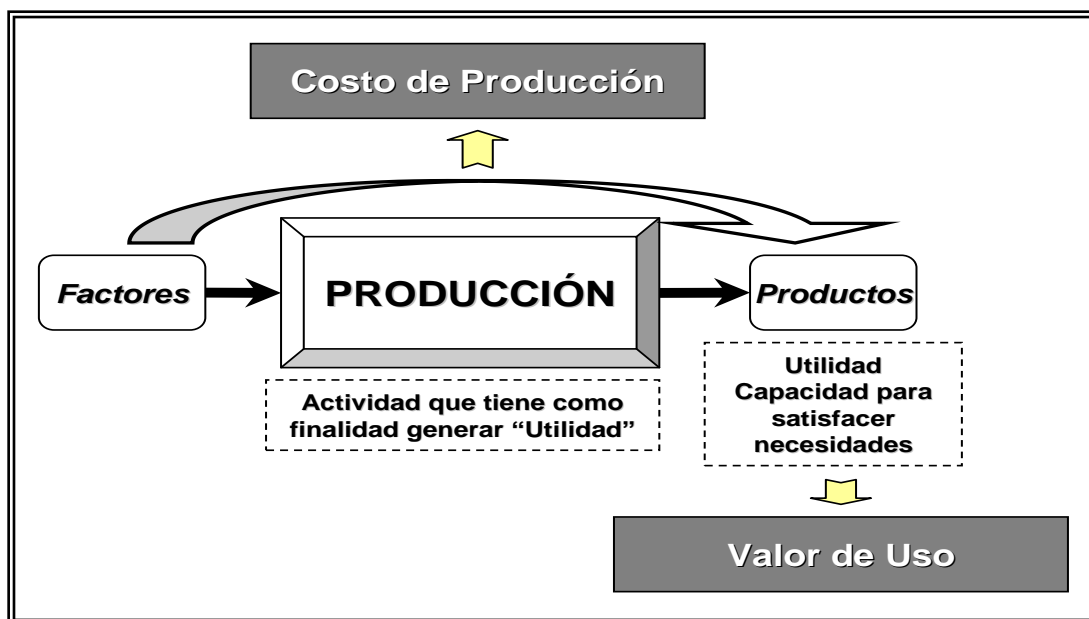 Costo de Producción
Factores
PRODUCCIÓN
Productos
Actividad que tiene como
finalidad generar “Utilidad”
Utilidad
Capacidad para
satisfacer
necesidades
Valor de Uso